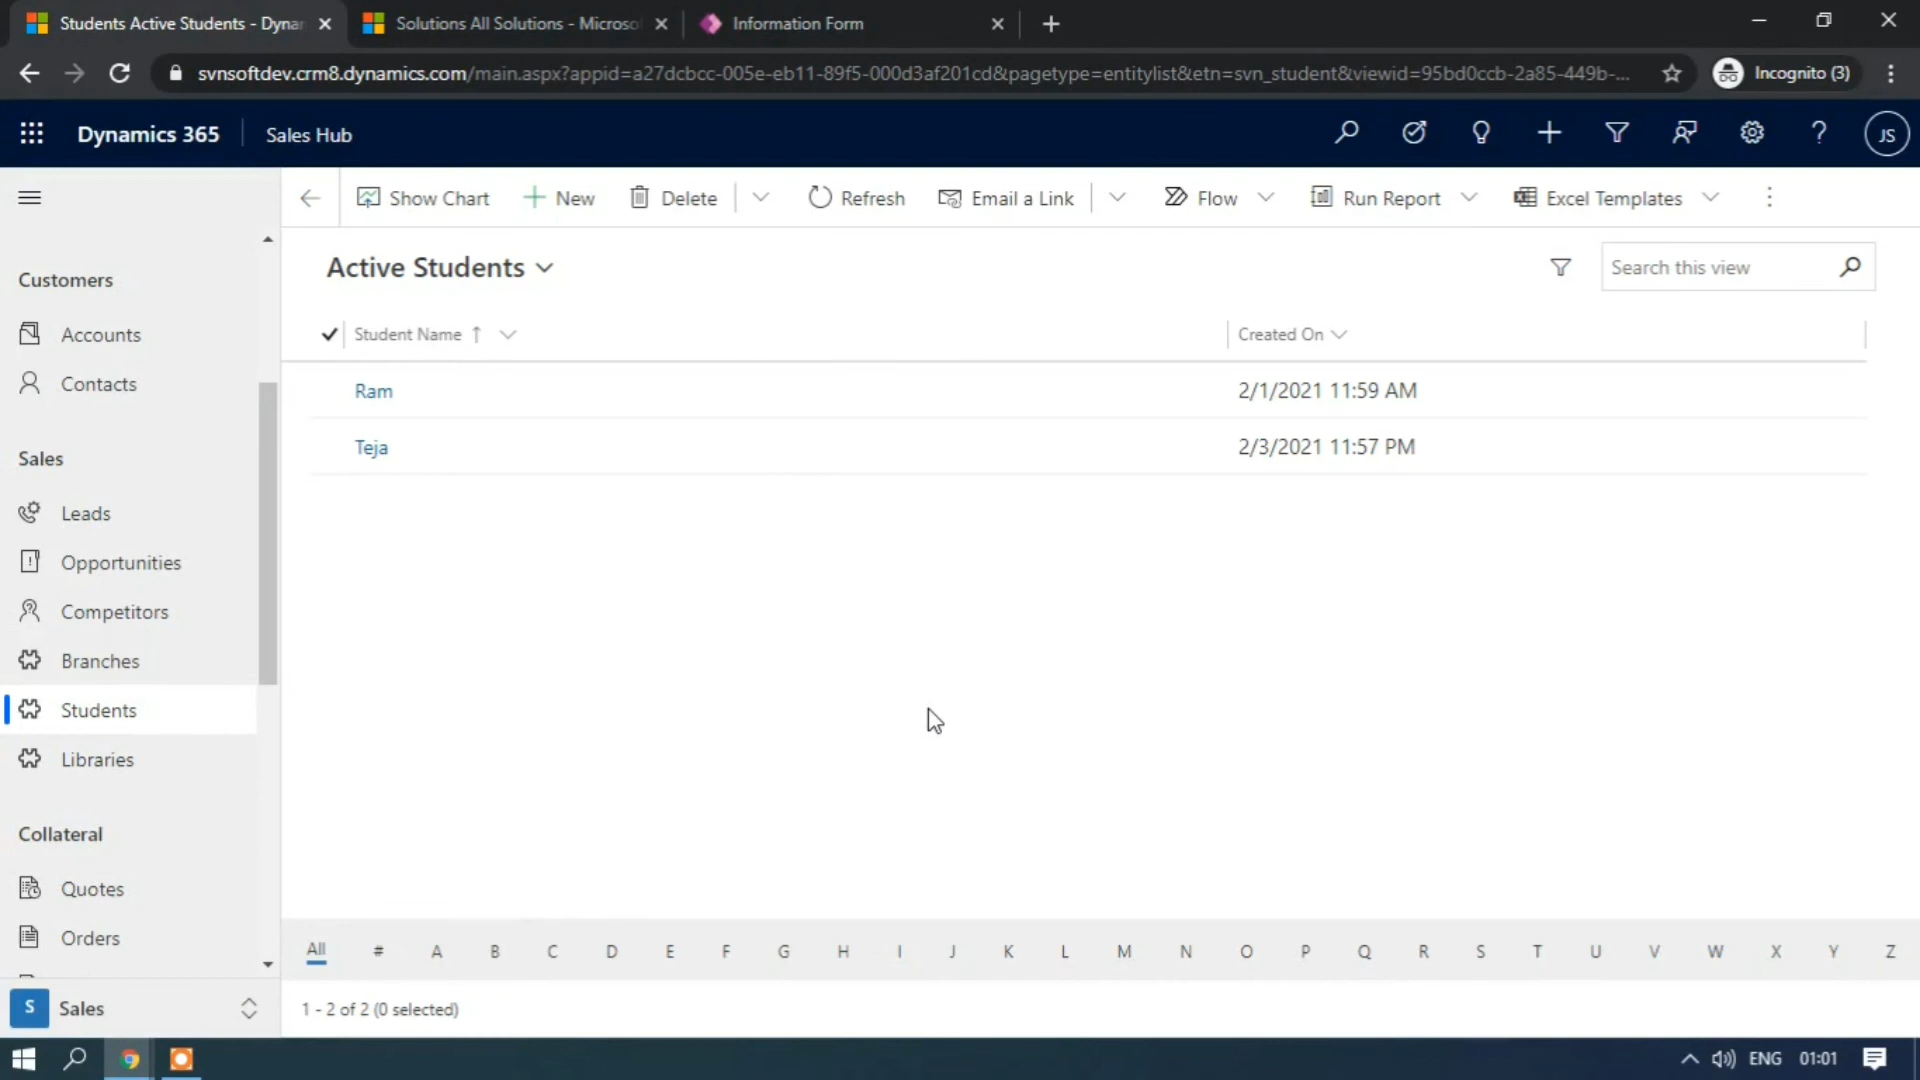 Students Active Students - Dynar
Solutions All Solutions - Microso
Information Form
svnsoftdev.crm8.dynamics.com/main.aspx?appid=a27dcbcc-005e-eb11-89f5-000d3af201cd&pagetype=entitylist&etn=svn_student&viewid=95bd0ccb-2a85-449b-...
Incognito (3)
Dynamics 365
Sales Hub
JS
Show Chart
New
Delete
Refresh
Email a Link
Flow
Run Report
Excel Templates
Active Students
Search this view
Student Name
Created On
Ram
2/1/2021 11:59 AM
Teja
2/3/2021 11:57 PM
Customers
Accounts
Contacts
Sales
Leads
Opportunities
Competitors
Branches
Students
Libraries
Collateral
Quotes
Orders
S Sales
All # A B C D E F G H I J K L M N O P Q R S T U V W X Y Z
1 - 2 of 2 (0 selected)
ENG 01:01